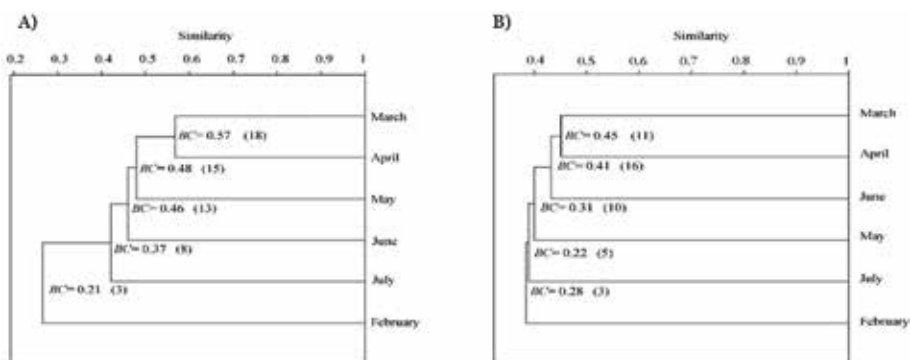 A)
Similarity
0.2 0.3 0.4 0.5 0.6 0.7 0.8 0.9 1
March
BC= 0.57 (18)
April
BC= 0.48 (15)
May
BC= 0.46 (13)
June
BC= 0.37 (8)
July
BC= 0.21 (3)
February
B)
Similarity
0.4 0.5 0.6 0.7 0.8 0.9 1
March
BC= 0.45 (11)
April
BC= 0.41 (16)
June
BC= 0.31 (10)
May
BC= 0.22 (5)
July
BC= 0.28 (3)
February